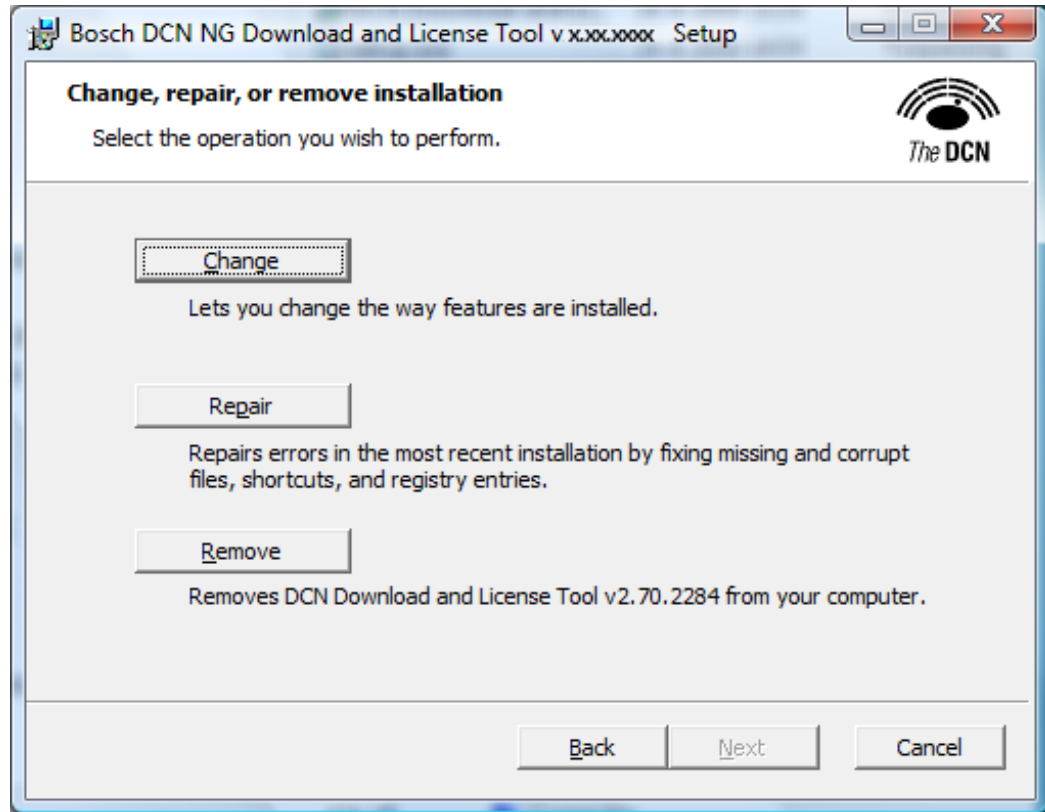 Bosch DCN NG Download and License Tool v x.xx.xxxx Setup
Change, repair, or remove installation
Select the operation you wish to perform.
The DCN
Change
Lets you change the way features are installed.
Repair
Repairs errors in the most recent installation by fixing missing and corrupt
files, shortcuts, and registry entries.
Remove
Removes DCN Download and License Tool v2.70.2284 from your computer.
Back Next Cancel